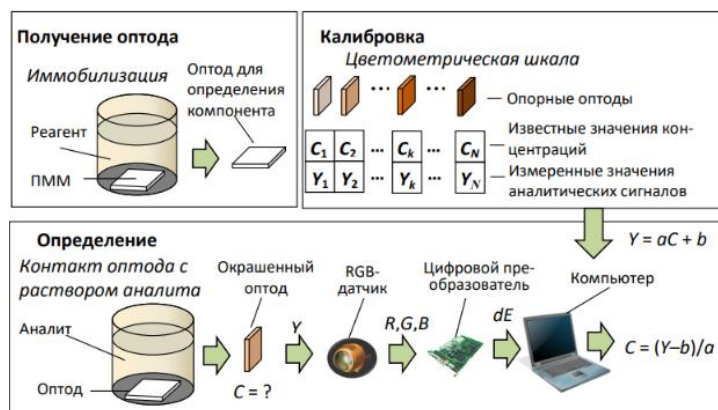 Получение оптода
Иммобилизация
Оптод для
определения
компонента
Реагент
ПММ
Калибровка
Цветометрическая шкала
... ...
Опорные оптоды
C1 C2 ... Ck ... CN
Известные значения кон-
центраций
Y1 Y2 ... Yk ... YN
Измеренные значения
аналитических сигналов
Y = aC + b
Определение
Контакт оптода с
раствором аналита
Аналит
Оптод
Окрашенный
оптод
C = ?
Y
RGB-
датчик
R,G,B
Цифровой пре-
образователь
dE
Компьютер
C = (Y–b)/a